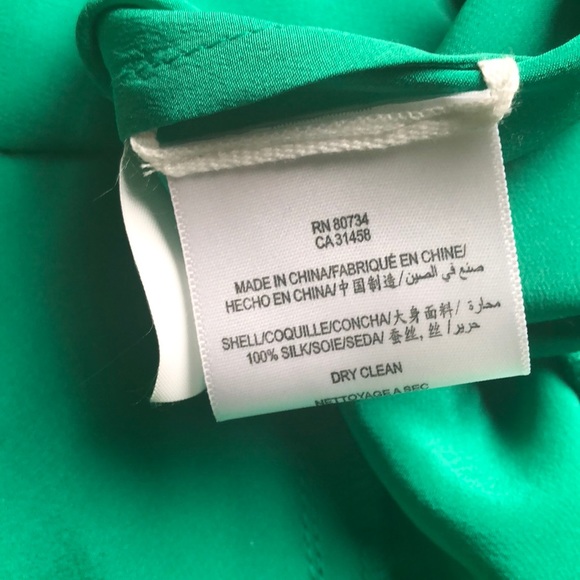 RN 80734
CA 31458
MADE IN CHINA/FABRIQUÉ EN CHINE/
HECHO EN CHINA/中国制造/صنع في الصين/
SHELL/COQUILLE/CONCHA/大身面料/محارة/
100% SILK/SOIE/SEDA/蚕丝, 丝/حرير/
DRY CLEAN
NETTOYAGE A SEC